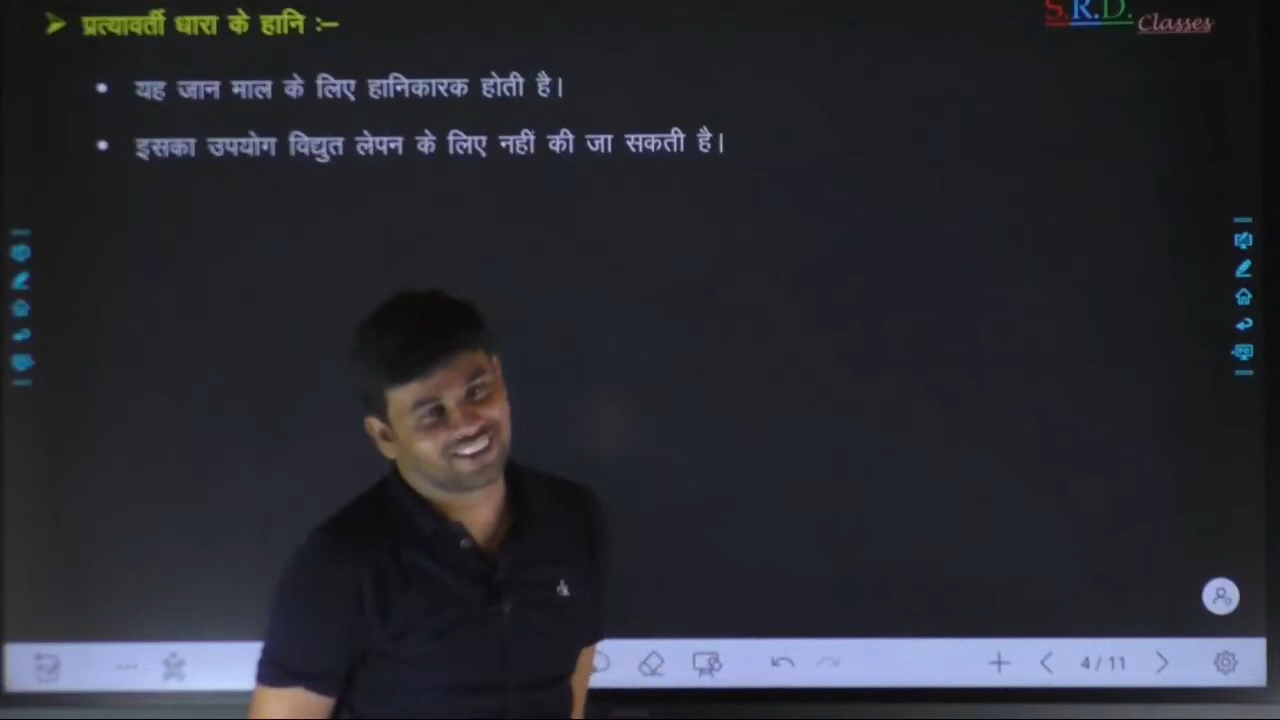 ➤ प्रत्यावर्ती धारा के हानि :–
S.R.D. Classes
• यह जान माल के लिए हानिकारक होती है।
• इसका उपयोग विद्युत लेपन के लिए नहीं की जा सकती है।
4/11